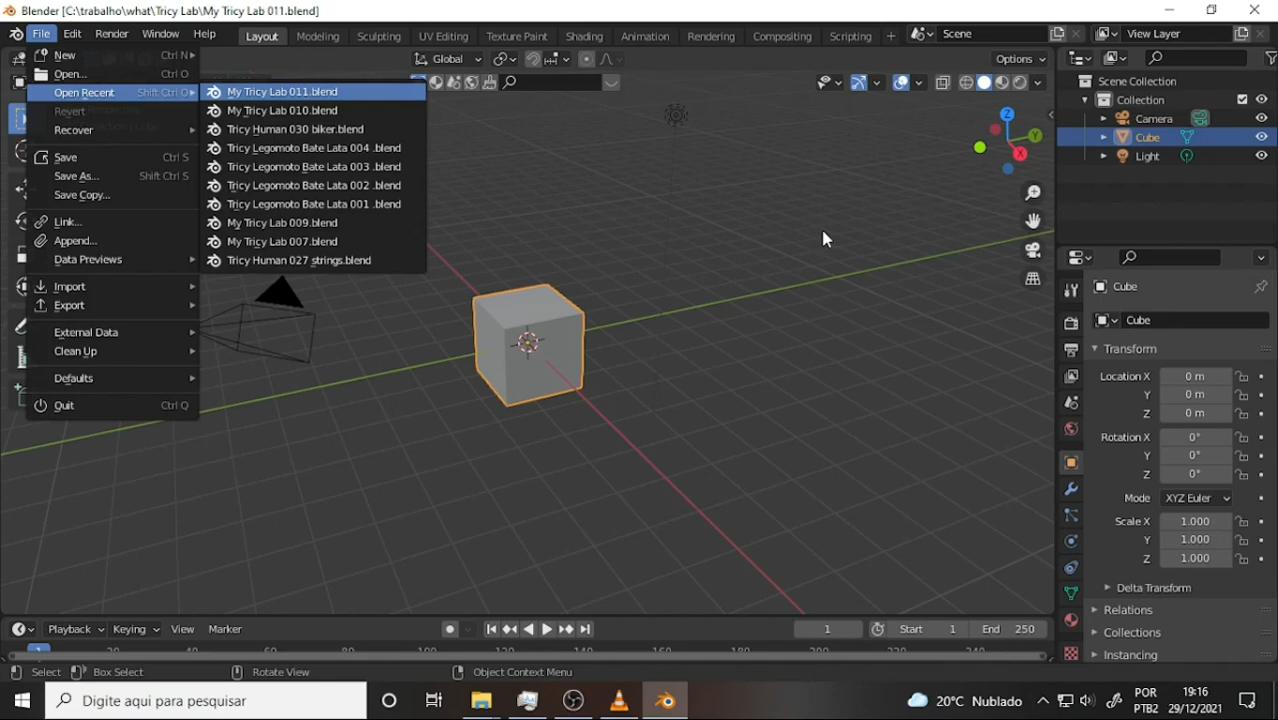 Blender [C:\trabalho\what\Tricy Lab\My Tricy Lab 011.blend]
File Edit Render Window Help Layout Modeling Sculpting UV Editing Texture Paint Shading Animation Rendering Compositing Scripting + Scene View Layer
New Ctrl N
Open... Ctrl O
Open Recent Shift Ctrl O
Revert
Recover
Save Ctrl S
Save As... Shift Ctrl S
Save Copy...
Link...
Append...
Data Previews
Import
Export
External Data
Clean Up
Defaults
Quit Ctrl Q
My Tricy Lab 011.blend
My Tricy Lab 010.blend
Tricy Human 030 biker.blend
Tricy Legomoto Bate Lata 004 .blend
Tricy Legomoto Bate Lata 003 .blend
Tricy Legomoto Bate Lata 002 .blend
Tricy Legomoto Bate Lata 001 .blend
My Tricy Lab 009.blend
My Tricy Lab 007.blend
Tricy Human 027 strings.blend
Global
Options
Z
Y
X
Scene Collection
Collection
Camera
Cube
Light
Cube
Cube
Transform
Location X 0 m
Y 0 m
Z 0 m
Rotation X 0°
Y 0°
Z 0°
Mode XYZ Euler
Scale X 1.000
Y 1.000
Z 1.000
Delta Transform
Relations
Collections
Instancing
Playback Keying View Marker 1 Start 1 End 250
1
Select Box Select Rotate View Object Context Menu
Digite aqui para pesquisar
20°C Nublado
POR
PTB2
19:16
29/12/2021